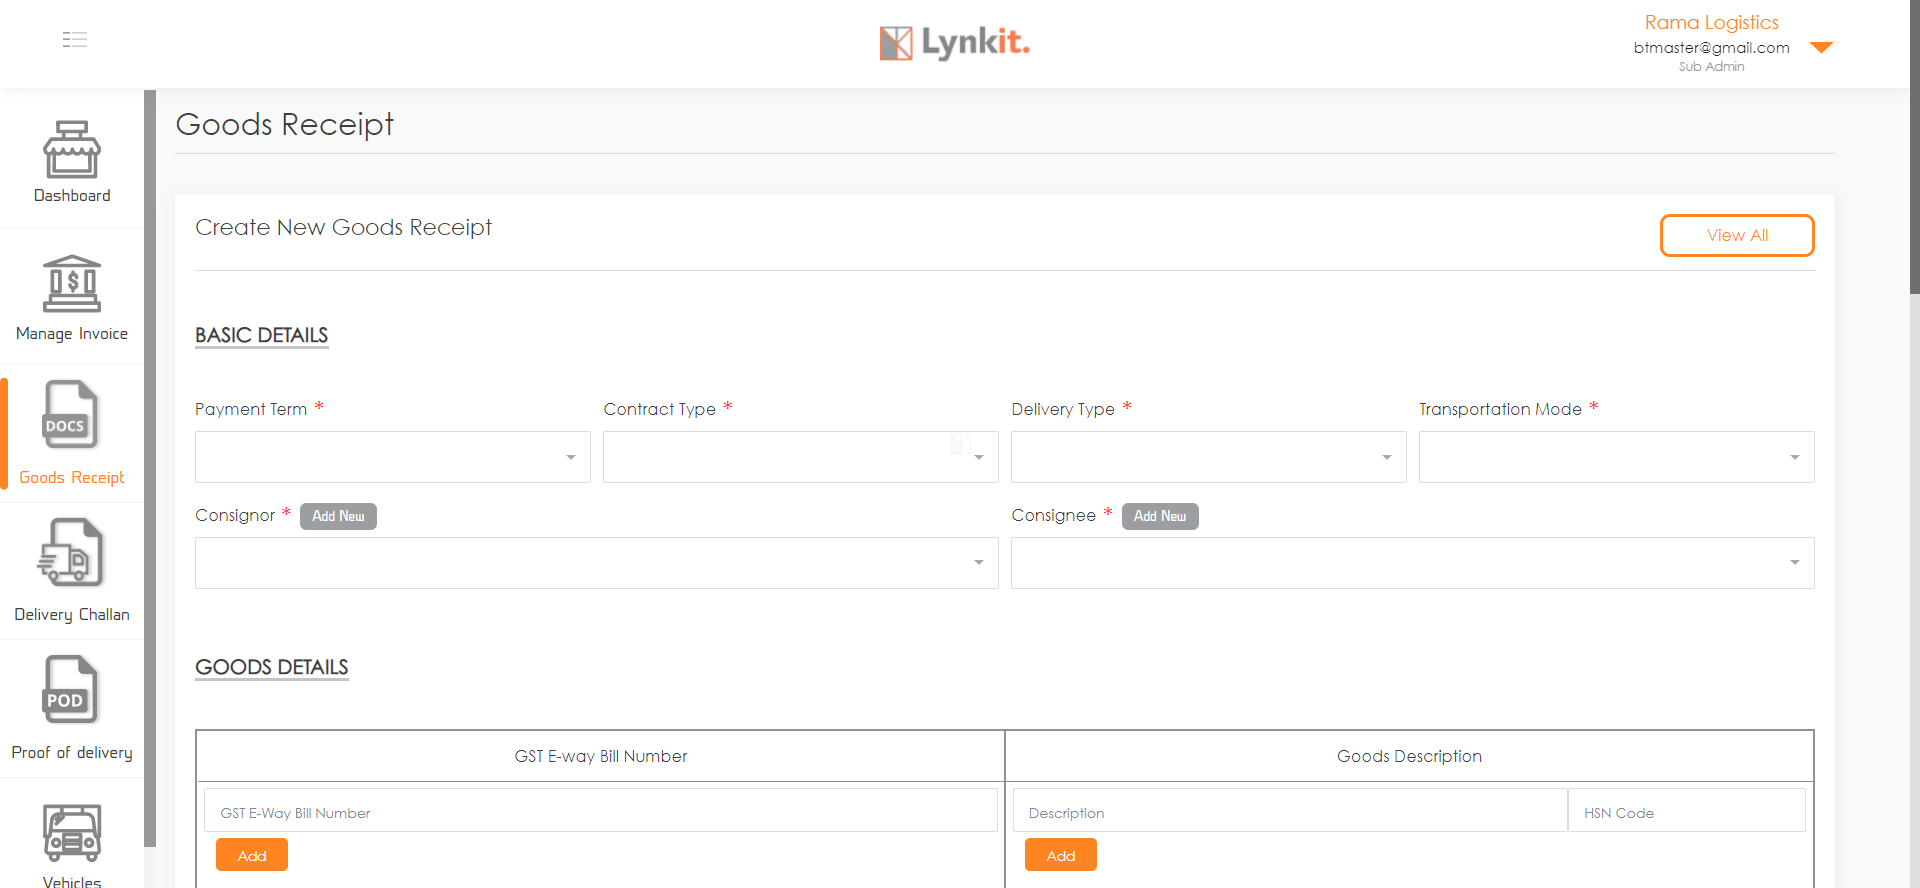 Lynkit.
Rama Logistics
btmaster@gmail.com
Sub Admin
Dashboard
Manage Invoice
DOCS
Goods Receipt
Delivery Challan
POD
Proof of delivery
Vehicles
Goods Receipt
Create New Goods Receipt
View All
BASIC DETAILS
Payment Term *
Contract Type *
Delivery Type *
Transportation Mode *
Consignor * Add New
Consignee * Add New
GOODS DETAILS
GST E-way Bill Number
Goods Description
GST E-Way Bill Number
Description
HSN Code
Add
Add